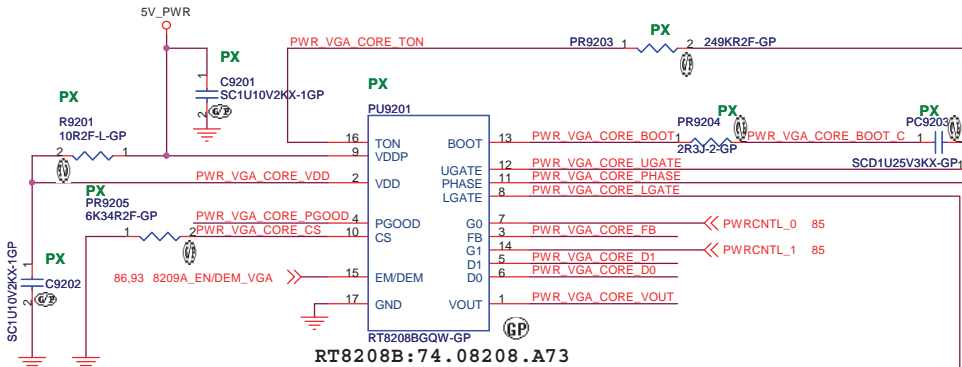 5V_PWR
PX
PWR_VGA_CORE_TON
PR9203 1 2 249KR2F-GP
PX
1
C9201
SC1U10V2KX-1GP
2
G/P
PX
PX
R9201
10R2F-L-GP
2 1
PU9201
PX
PR9204
1
2R3J-2-GP
PX
PC9203
1
SCD1U25V3KX-GP
16 TON
9 VDDP
2 VDD
4 PGOOD
10 CS
15 EM/DEM
17 GND
BOOT 13 PWR_VGA_CORE_BOOT
PWR_VGA_CORE_BOOT_C
UGATE 12 PWR_VGA_CORE_UGATE
PHASE 11 PWR_VGA_CORE_PHASE
LGATE 8 PWR_VGA_CORE_LGATE
1
G0 7 PWRCNTL_0 85
FB 3 PWR_VGA_CORE_FB
G1 14 PWRCNTL_1 85
D1 5 PWR_VGA_CORE_D1
D0 6 PWR_VGA_CORE_D0
VOUT 1 PWR_VGA_CORE_VOUT
PWR_VGA_CORE_VDD
PX
PR9205
6K34R2F-GP
1 2
PWR_VGA_CORE_PGOOD
PWR_VGA_CORE_CS
86,93 8209A_EN/DEM_VGA
SC1U10V2KX-1GP
1
PX
C9202
2
G/P
GP
RT8208BGQW-GP
RT8208B:74.08208.A73